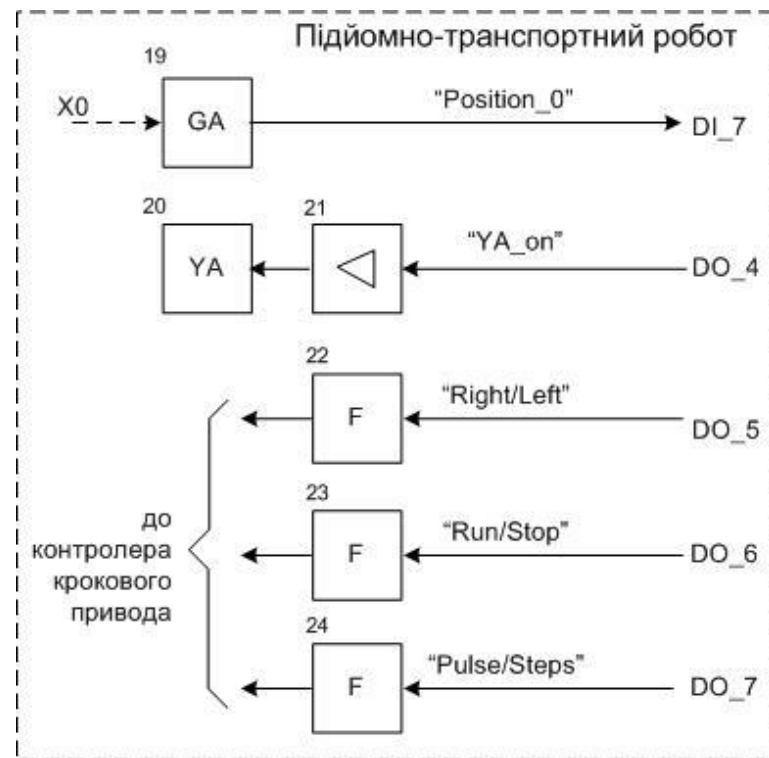 Підйомно-транспортний робот
19
X0
GA
“Position_0”
DI_7
20
21
YA
“YA_on”
DO_4
22
F
“Right/Left”
DO_5
23
F
“Run/Stop”
DO_6
до
контролера
крокового
привода
24
F
“Pulse/Steps”
DO_7